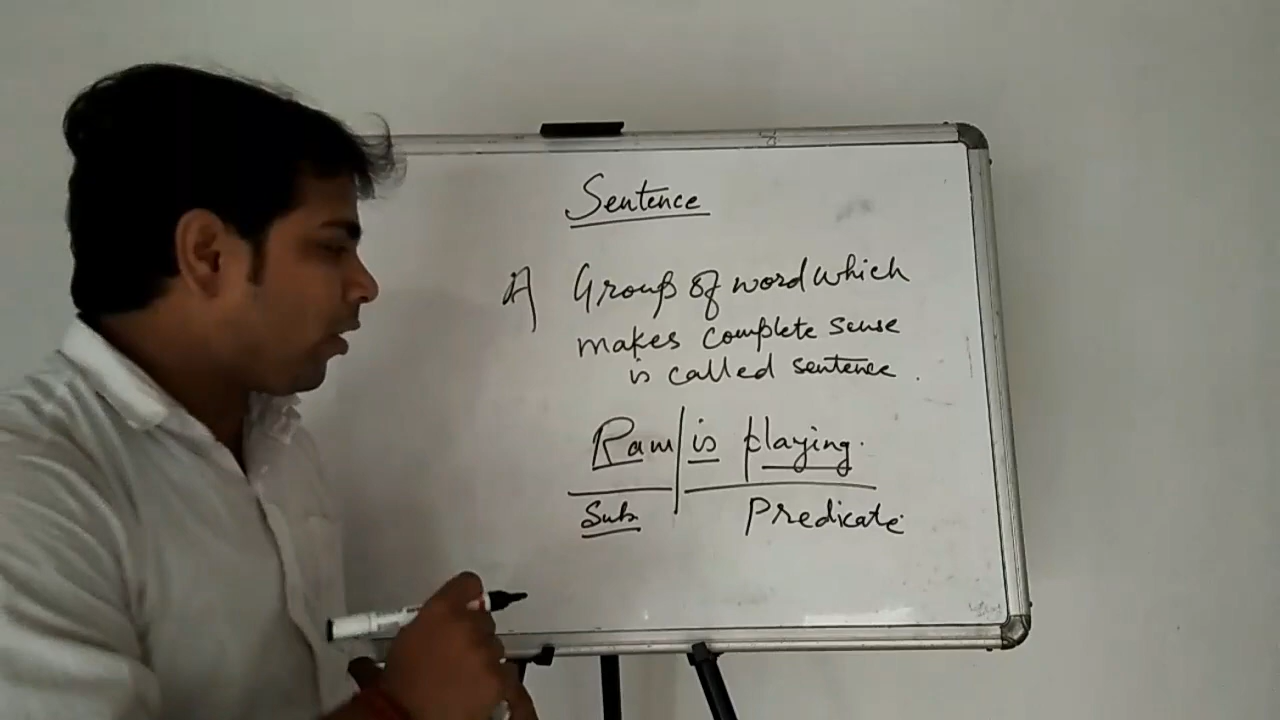 Sentence
A Group of word which
makes complete sense
is called sentence.
Ram is playing.
Sub Predicate